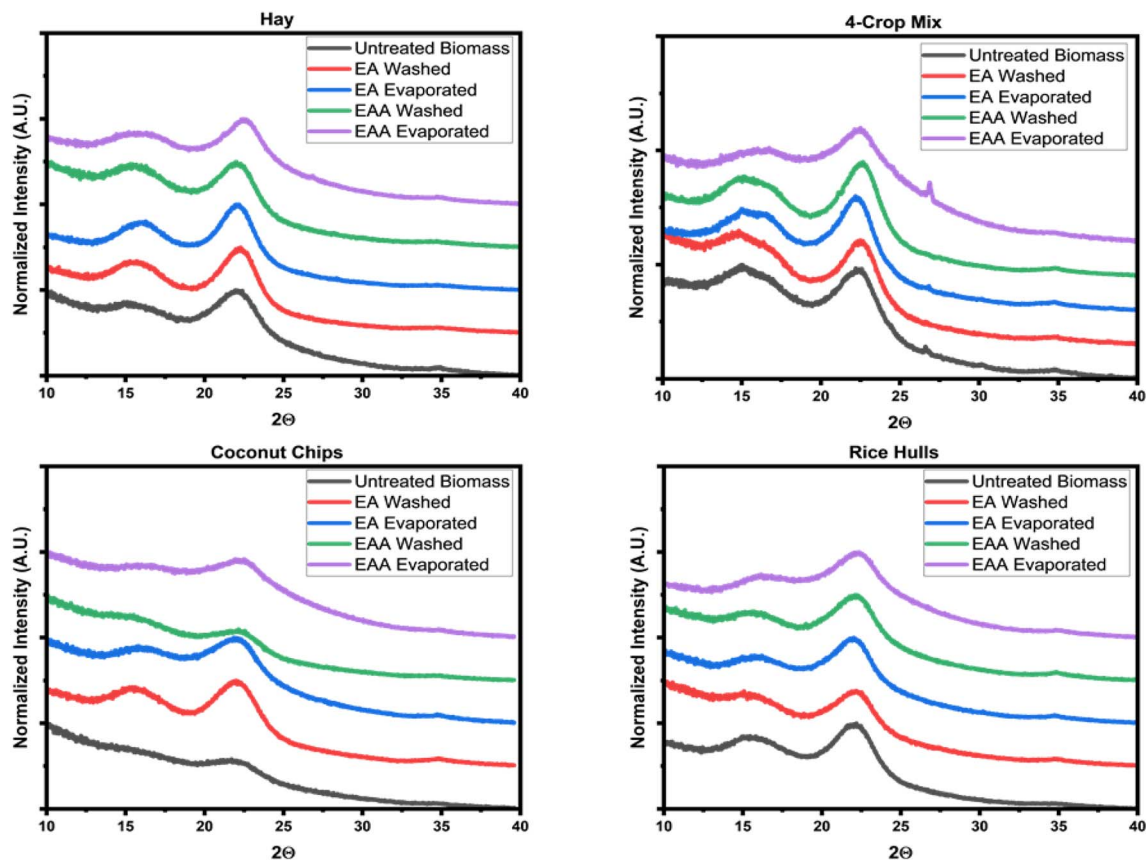 Hay
Untreated Biomass
EA Washed
EA Evaporated
EAA Washed
EAA Evaporated
Normalized Intensity (A.U.)
10 15 20 25 30 35 40
2Θ
4-Crop Mix
Untreated Biomass
EA Washed
EA Evaporated
EAA Washed
EAA Evaporated
Normalized Intensity (A.U.)
10 15 20 25 30 35 40
2Θ
Coconut Chips
Untreated Biomass
EA Washed
EA Evaporated
EAA Washed
EAA Evaporated
Normalized Intensity (A.U.)
10 15 20 25 30 35 40
2Θ
Rice Hulls
Untreated Biomass
EA Washed
EA Evaporated
EAA Washed
EAA Evaporated
Normalized Intensity (A.U.)
10 15 20 25 30 35 40
2Θ